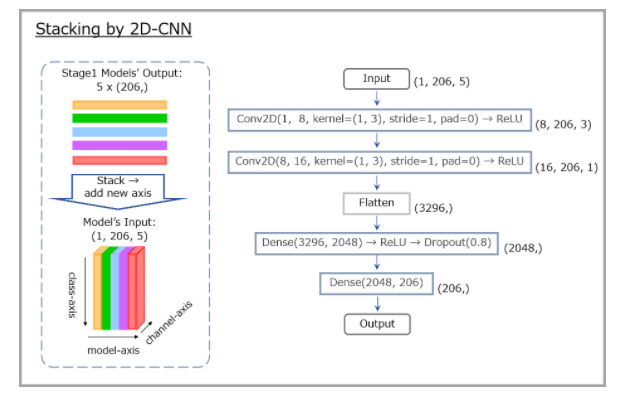 Stacking by 2D-CNN
Stage1 Models' Output:
5 x (206,)
Stack →
add new axis
Model's Input:
(1, 206, 5)
class-axis
model-axis
channel-axis
Input
(1, 206, 5)
Conv2D(1, 8, kernel=(1, 3), stride=1, pad=0) → ReLU
(8, 206, 3)
Conv2D(8, 16, kernel=(1, 3), stride=1, pad=0) → ReLU
(16, 206, 1)
Flatten
(3296,)
Dense(3296, 2048) → ReLU → Dropout(0.8)
(2048,)
Dense(2048, 206)
(206,)
Output